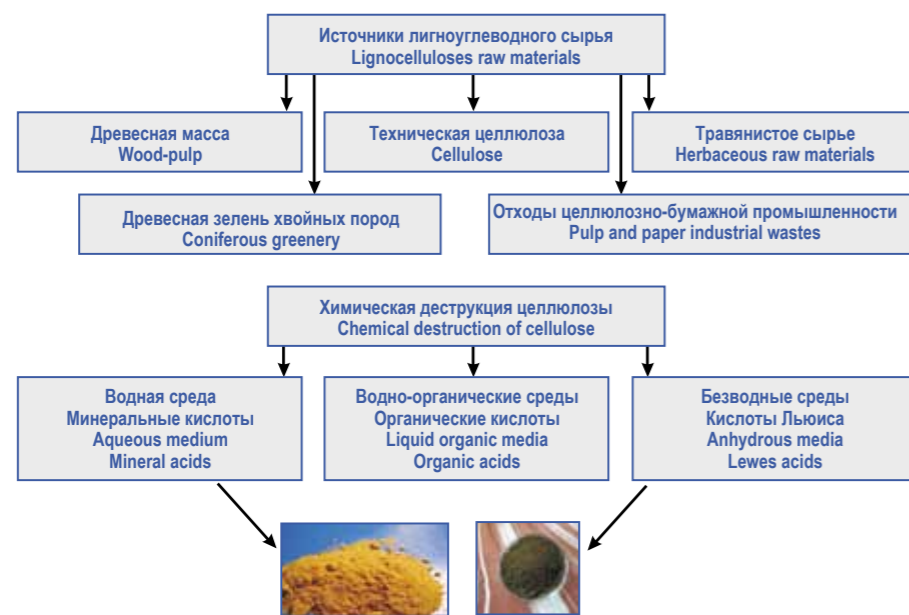 Источники лигноуглеводного сырья
Lignocelluloses raw materials
Древесная масса
Wood-pulp
Техническая целлюлоза
Cellulose
Травянистое сырье
Herbaceous raw materials
Древесная зелень хвойных пород
Coniferous greenery
Отходы целлюлозно-бумажной промышленности
Pulp and paper industrial wastes
Химическая деструкция целлюлозы
Chemical destruction of cellulose
Водная среда
Минеральные кислоты
Aqueous medium
Mineral acids
Водно-органические среды
Органические кислоты
Liquid organic media
Organic acids
Безводные среды
Кислоты Льюиса
Anhydrous media
Lewes acids